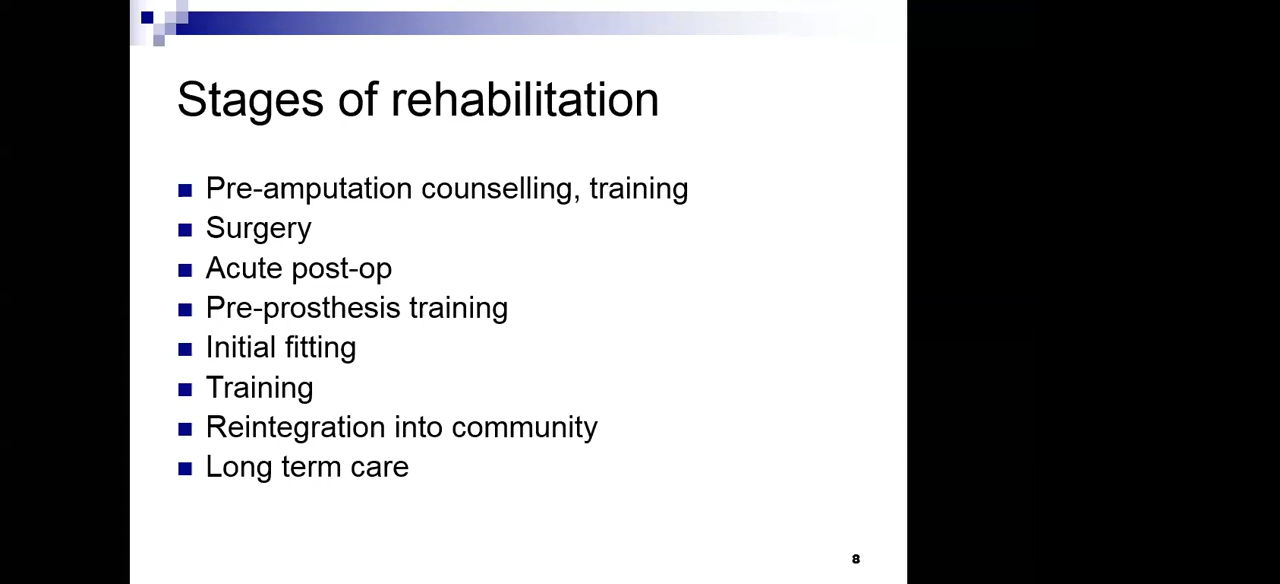 Stages of rehabilitation
Pre-amputation counselling, training
Surgery
Acute post-op
Pre-prosthesis training
Initial fitting
Training
Reintegration into community
Long term care
8